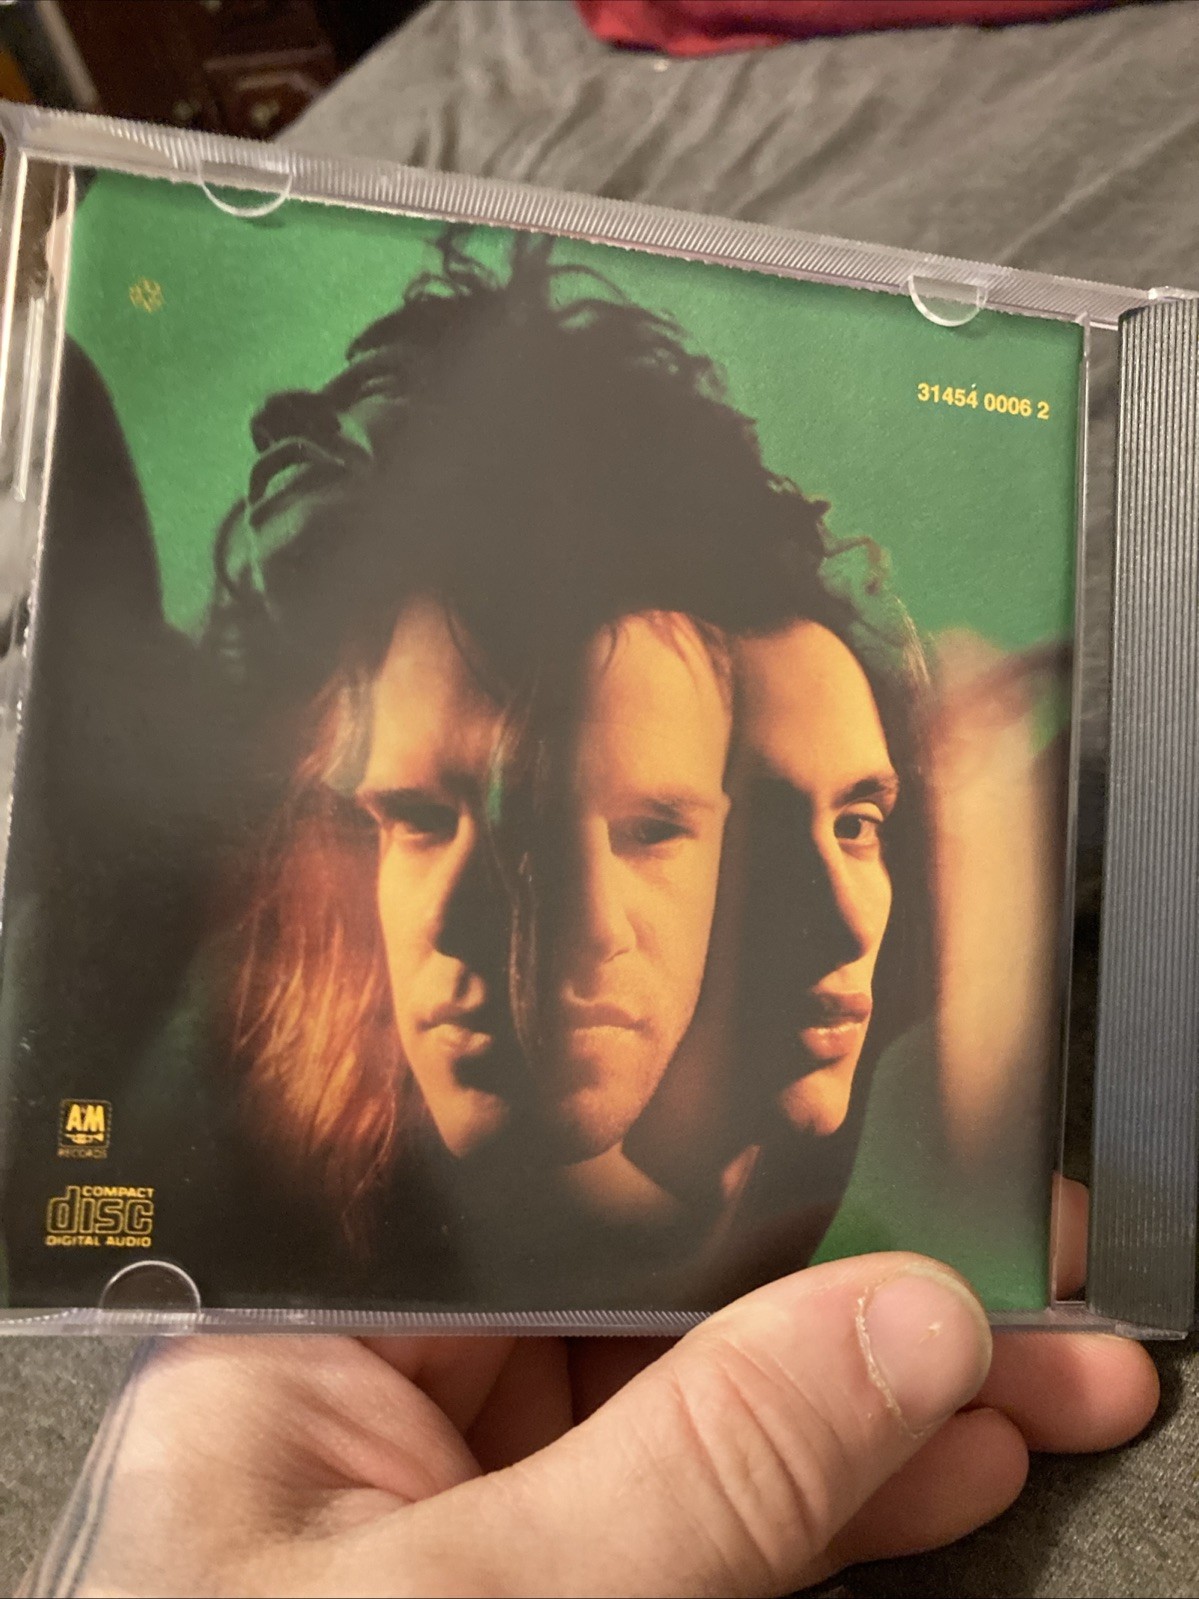 31454 0006 2
A&M
RECORDS
COMPACT
disc
DIGITAL AUDIO